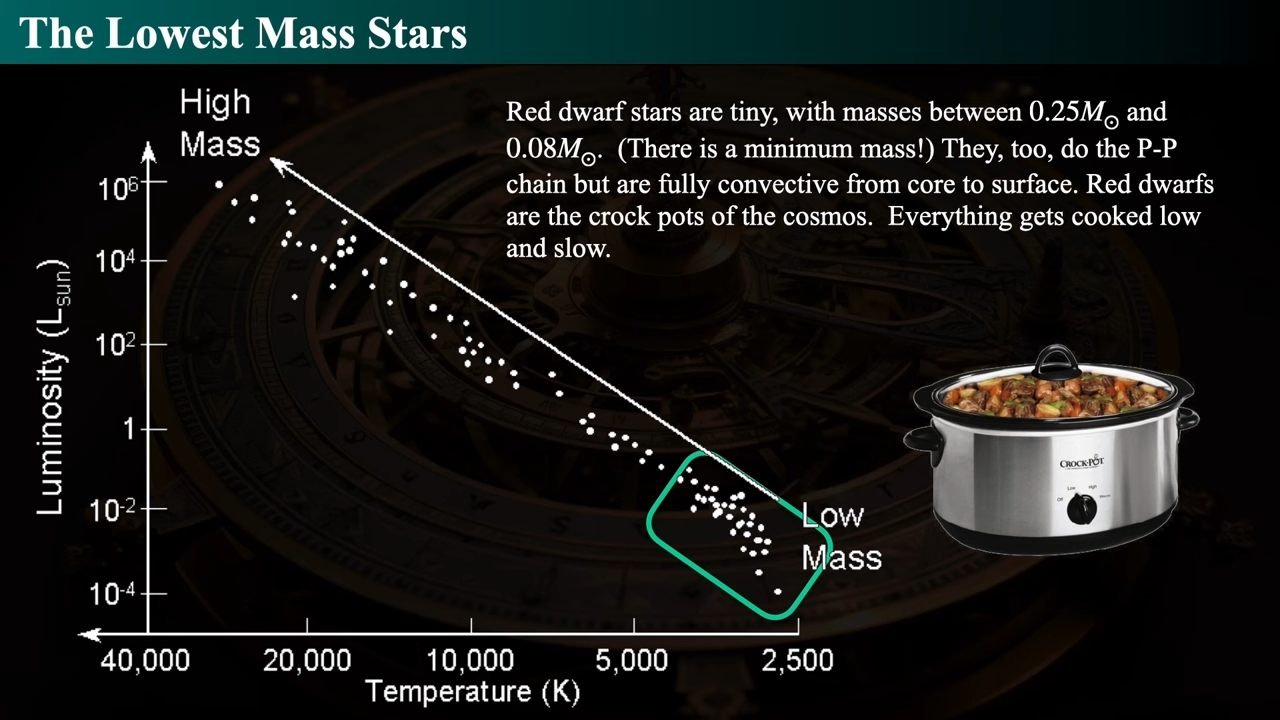 The Lowest Mass Stars
High
Mass
Red dwarf stars are tiny, with masses between 0.25M☉ and
0.08M☉. (There is a minimum mass!) They, too, do the P-P
chain but are fully convective from core to surface. Red dwarfs
are the crock pots of the cosmos. Everything gets cooked low
and slow.
Luminosity (Lsun)
10⁶
10⁴
10²
1
10⁻²
10⁻⁴
Low
Mass
40,000 20,000 10,000 5,000 2,500
Temperature (K)
CROCK-POT
Low High
Off